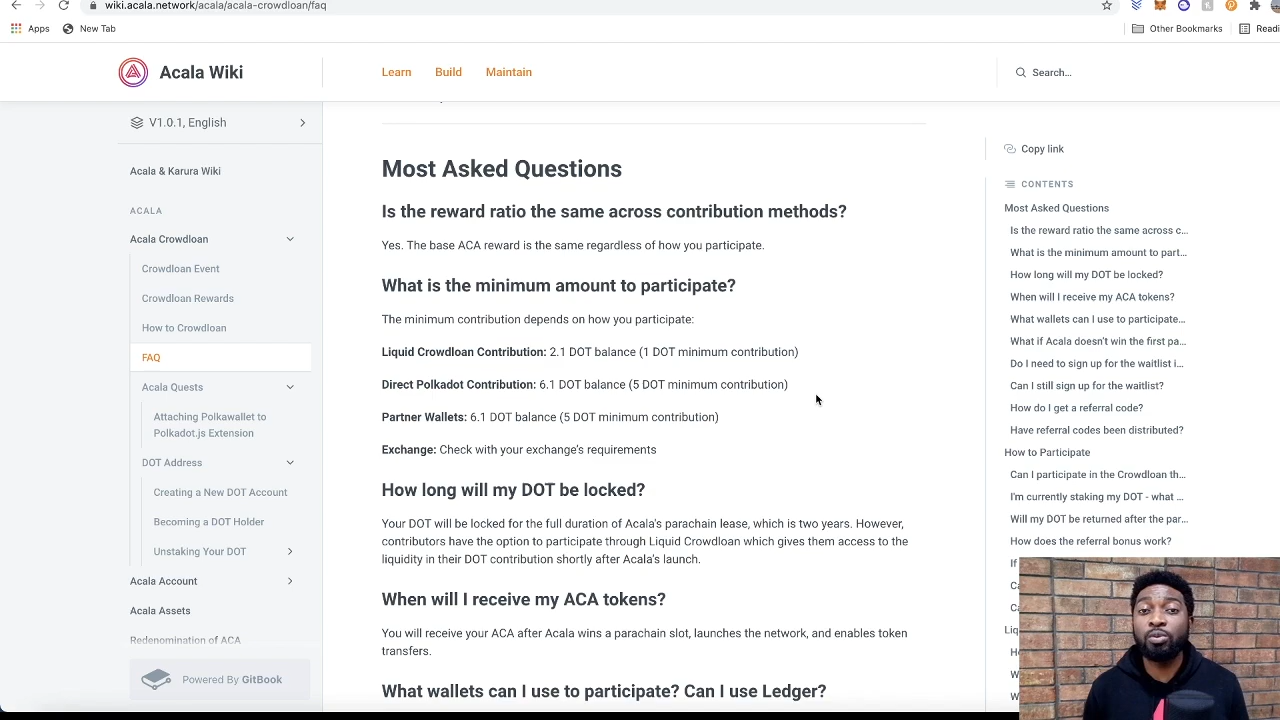 wiki.acala.network/acala/acala-crowdloan/faq
Apps
New Tab
Other Bookmarks
Acala Wiki
Learn
Build
Maintain
Search...
V1.0.1, English
Acala & Karura Wiki
ACALA
Acala Crowdloan
Crowdloan Event
Crowdloan Rewards
How to Crowdloan
FAQ
Acala Quests
Attaching Polkawallet to
Polkadot.js Extension
DOT Address
Creating a New DOT Account
Becoming a DOT Holder
Unstaking Your DOT
Acala Account
Acala Assets
Redenomination of ACA
Powered By GitBook
Most Asked Questions
Is the reward ratio the same across contribution methods?
Yes. The base ACA reward is the same regardless of how you participate.
What is the minimum amount to participate?
The minimum contribution depends on how you participate:
Liquid Crowdloan Contribution: 2.1 DOT balance (1 DOT minimum contribution)
Direct Polkadot Contribution: 6.1 DOT balance (5 DOT minimum contribution)
Partner Wallets: 6.1 DOT balance (5 DOT minimum contribution)
Exchange: Check with your exchange's requirements
How long will my DOT be locked?
Your DOT will be locked for the full duration of Acala's parachain lease, which is two years. However,
contributors have the option to participate through Liquid Crowdloan which gives them access to the
liquidity in their DOT contribution shortly after Acala's launch.
When will I receive my ACA tokens?
You will receive your ACA after Acala wins a parachain slot, launches the network, and enables token
transfers.
What wallets can I use to participate? Can I use Ledger?
Copy link
CONTENTS
Most Asked Questions
Is the reward ratio the same across c...
What is the minimum amount to part...
How long will my DOT be locked?
When will I receive my ACA tokens?
What wallets can I use to participate...
What if Acala doesn't win the first pa...
Do I need to sign up for the waitlist i...
Can I still sign up for the waitlist?
How do I get a referral code?
Have referral codes been distributed?
How to Participate
Can I participate in the Crowdloan th...
I'm currently staking my DOT - what ...
Will my DOT be returned after the par...
How does the referral bonus work?
If